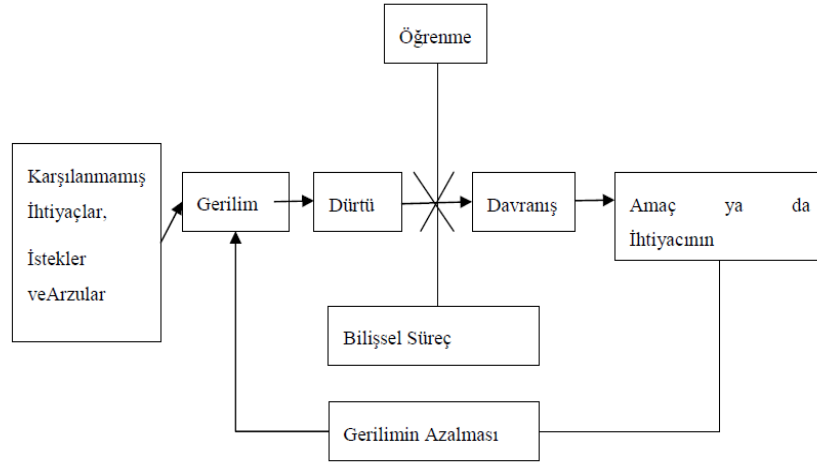 Öğrenme
Karşılanmamış
İhtiyaçlar,
İstekler
veArzular
Gerilim
Dürtü
Davranış
Amaç ya da
İhtiyacının
Bilişsel Süreç
Gerilimin Azalması